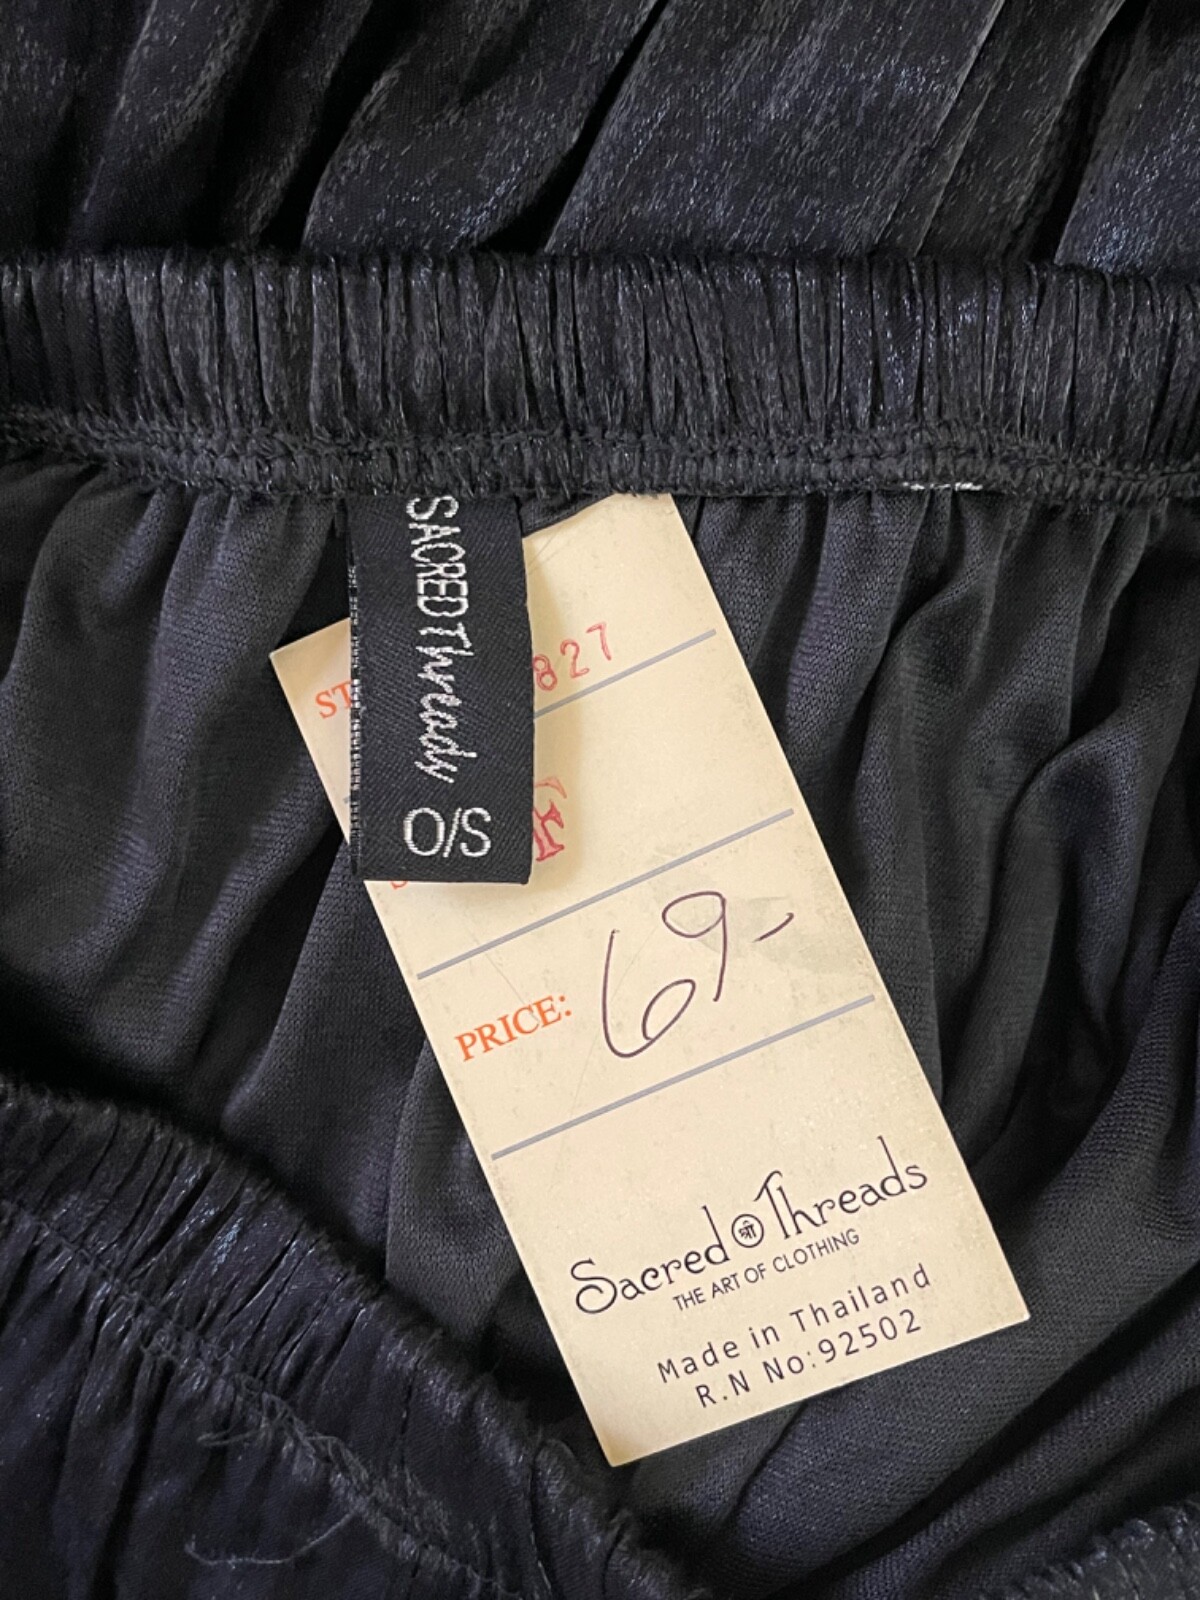 SACRED Threads
O/S
827
PRICE: 69-
Sacred श्री Threads
THE ART OF CLOTHING
Made in Thailand
R.N No:92502